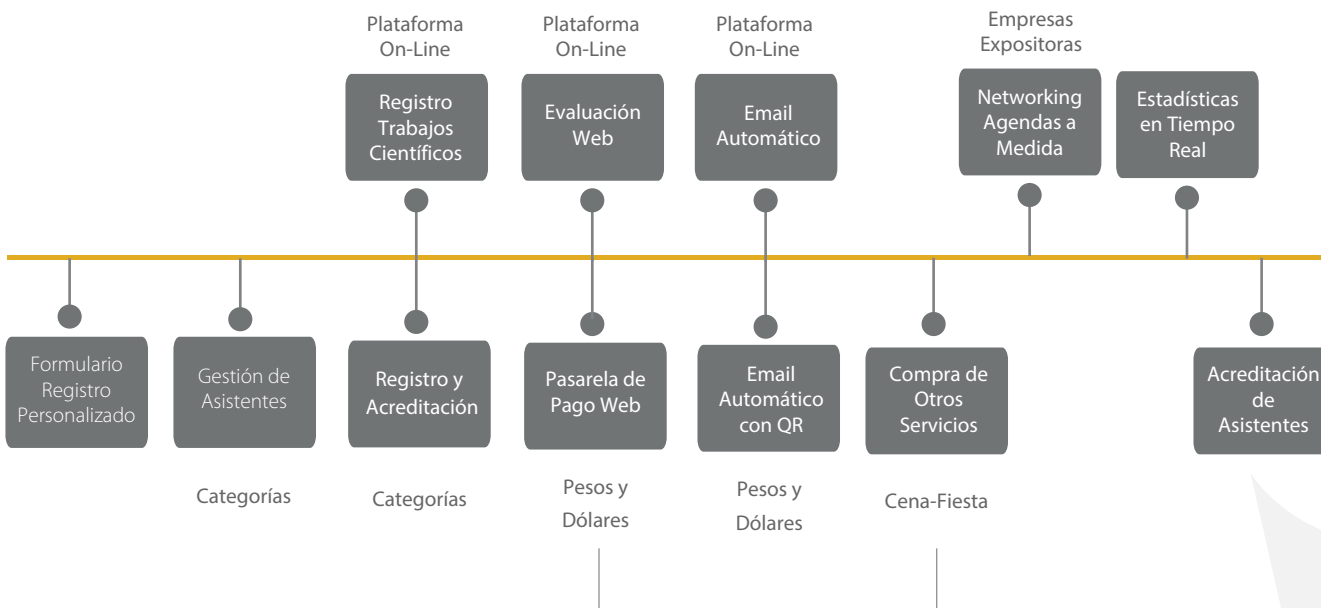 Plataforma
On-Line
Plataforma
On-Line
Plataforma
On-Line
Empresas
Expositoras
Registro
Trabajos
Científicos
Evaluación
Web
Email
Automático
Networking
Agendas a
Medida
Estadísticas
en Tiempo
Real
Formulario
Registro
Personalizado
Gestión de
Asistentes
Registro y
Acreditación
Pasarela de
Pago Web
Email
Automático
con QR
Compra de
Otros
Servicios
Acreditación
de
Asistentes
Categorías
Categorías
Pesos y
Dólares
Pesos y
Dólares
Cena-Fiesta